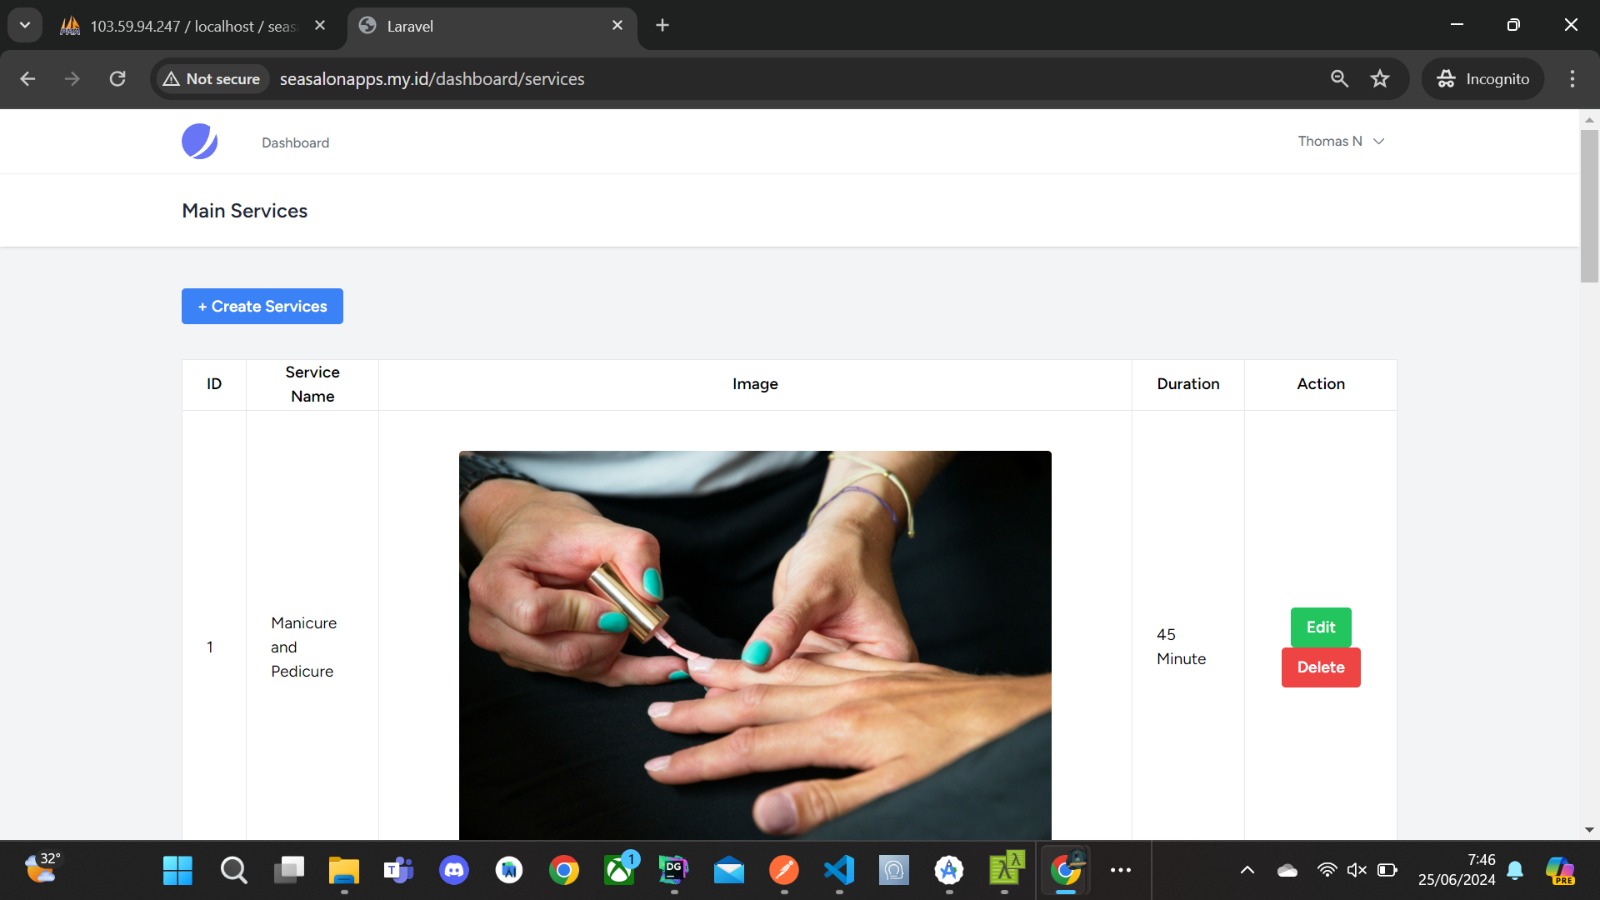 103.59.94.247 / localhost / seas
Laravel
Not secure
seasalonapps.my.id/dashboard/services
Incognito
Dashboard
Thomas N
Main Services
+ Create Services
ID
Service
Name
Image
Duration
Action
1
Manicure
and
Pedicure
45
Minute
Edit
Delete
32°
T
AI
1
DG
λ
λ
A
7:46
25/06/2024
PRE